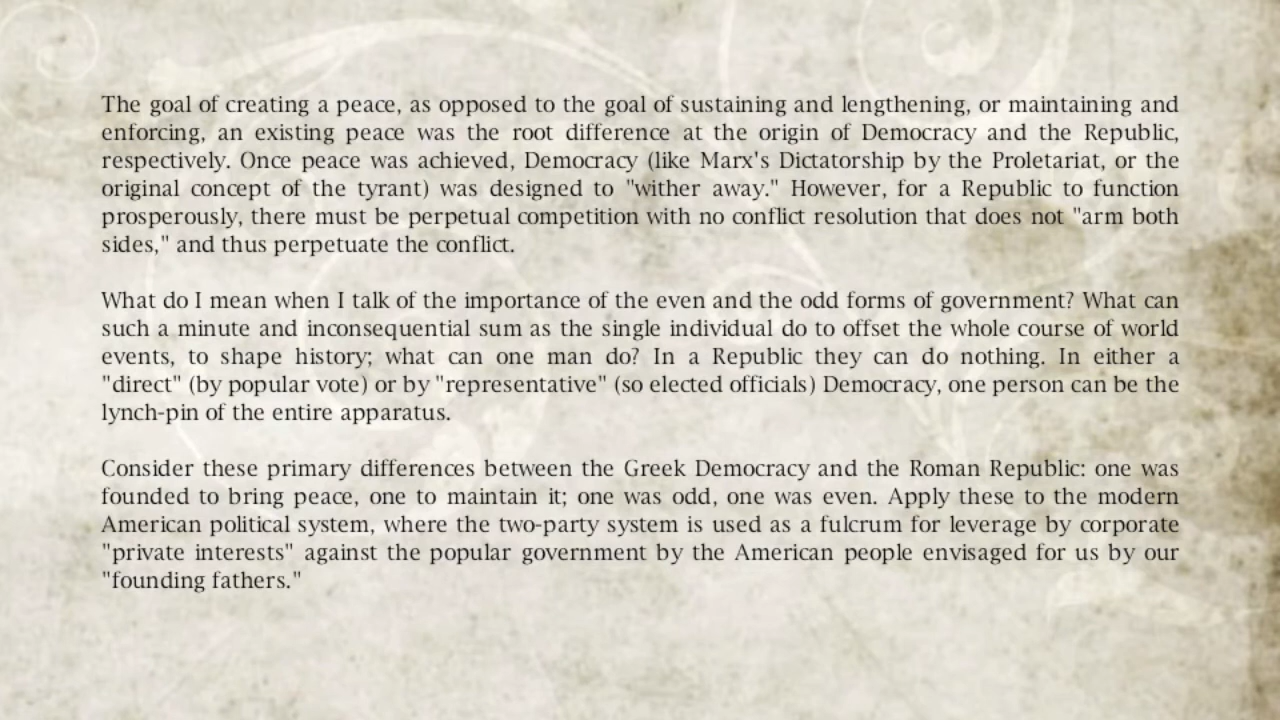 The goal of creating a peace, as opposed to the goal of sustaining and lengthening, or maintaining and
enforcing, an existing peace was the root difference at the origin of Democracy and the Republic,
respectively. Once peace was achieved, Democracy (like Marx's Dictatorship by the Proletariat, or the
original concept of the tyrant) was designed to "wither away." However, for a Republic to function
prosperously, there must be perpetual competition with no conflict resolution that does not "arm both
sides," and thus perpetuate the conflict.
What do I mean when I talk of the importance of the even and the odd forms of government? What can
such a minute and inconsequential sum as the single individual do to offset the whole course of world
events, to shape history; what can one man do? In a Republic they can do nothing. In either a
"direct" (by popular vote) or by "representative" (so elected officials) Democracy, one person can be the
lynch-pin of the entire apparatus.
Consider these primary differences between the Greek Democracy and the Roman Republic: one was
founded to bring peace, one to maintain it; one was odd, one was even. Apply these to the modern
American political system, where the two-party system is used as a fulcrum for leverage by corporate
"private interests" against the popular government by the American people envisaged for us by our
"founding fathers."